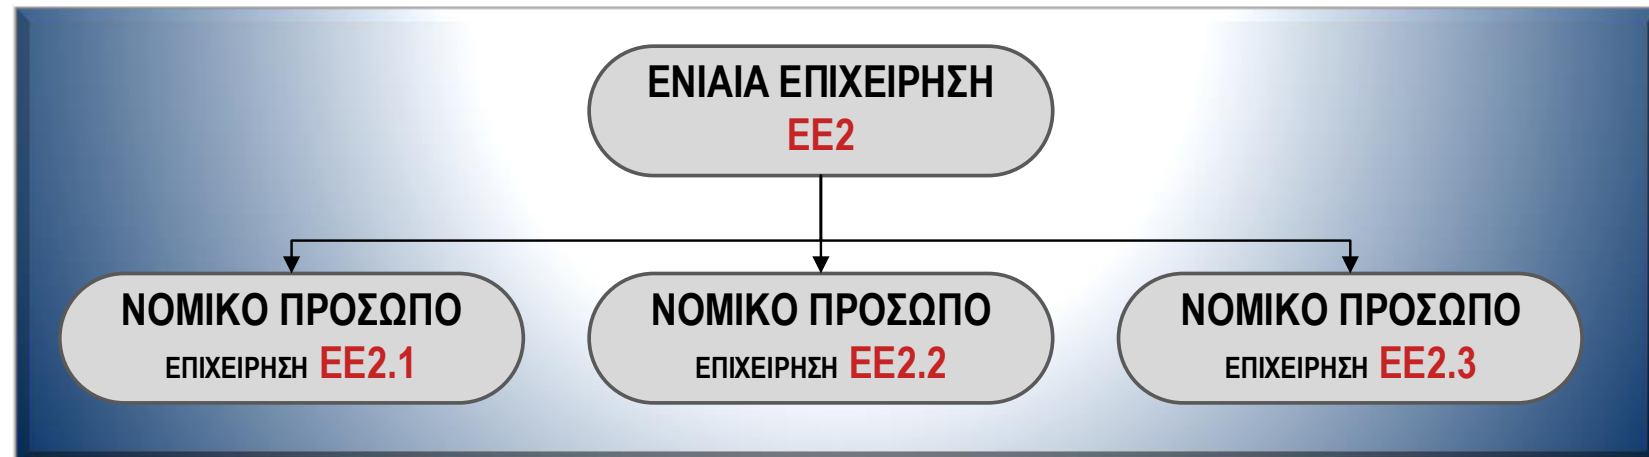 ΕΝΙΑΙΑ ΕΠΙΧΕΙΡΗΣΗ
ΕΕ2
ΝΟΜΙΚΟ ΠΡΟΣΩΠΟ
ΕΠΙΧΕΙΡΗΣΗ ΕΕ2.1
ΝΟΜΙΚΟ ΠΡΟΣΩΠΟ
ΕΠΙΧΕΙΡΗΣΗ ΕΕ2.2
ΝΟΜΙΚΟ ΠΡΟΣΩΠΟ
ΕΠΙΧΕΙΡΗΣΗ ΕΕ2.3